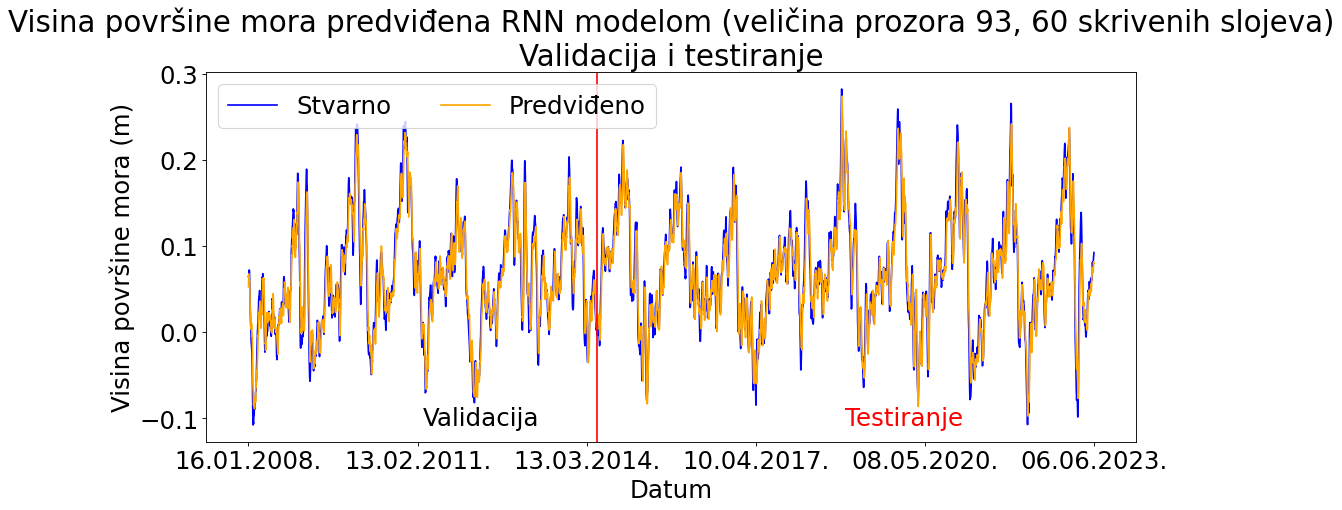 Visina površine mora predviđena RNN modelom (veličina prozora 93, 60 skrivenih slojeva)
Validacija i testiranje
Stvarno
Predviđeno
Visina površine mora (m)
0.3
0.2
0.1
0.0
−0.1
Validacija
Testiranje
16.01.2008.
13.02.2011.
13.03.2014.
10.04.2017.
08.05.2020.
06.06.2023.
Datum